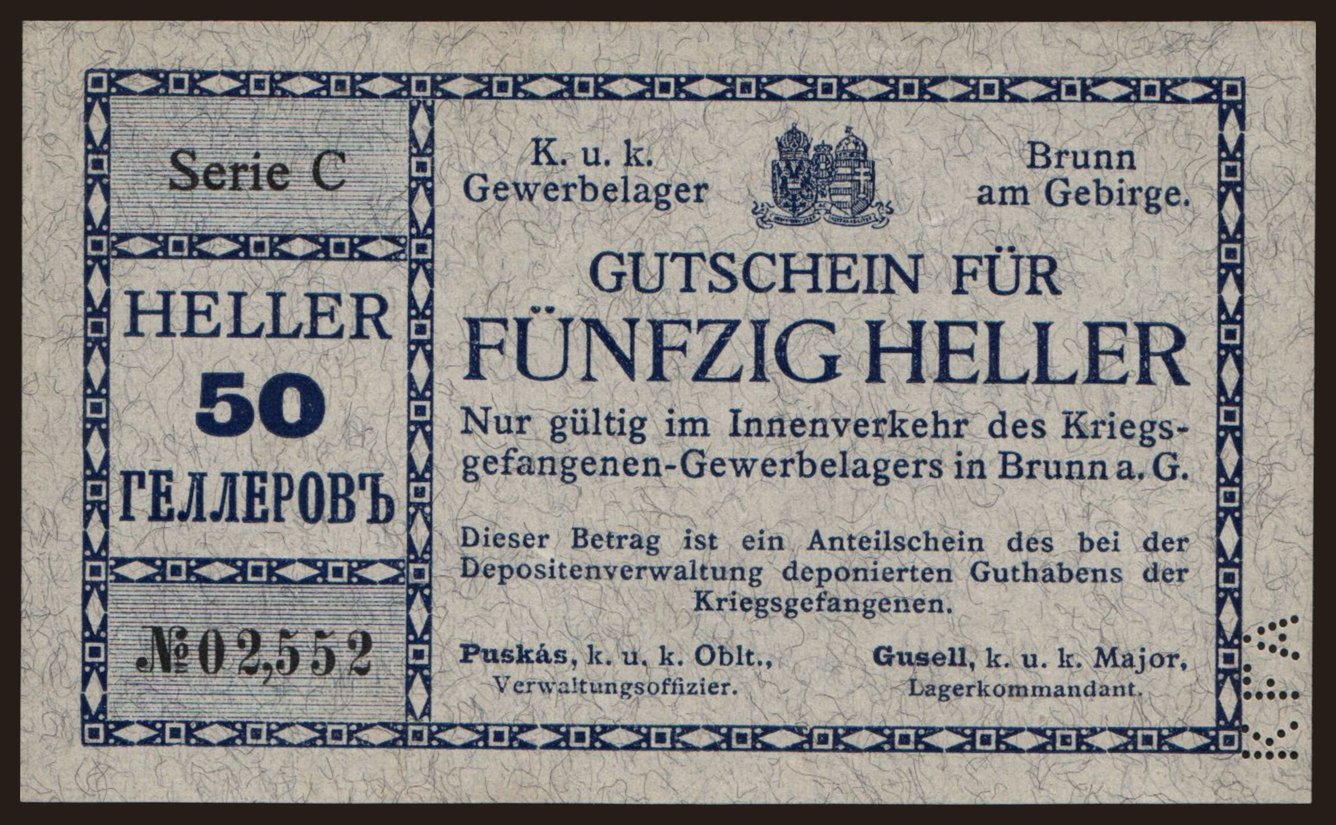 Serie C
HELLER
50
ГЕЛЛЕРОВЪ
№ 02,552
K. u. k.
Gewerbelager
Brunn
am Gebirge.
GUTSCHEIN FÜR
FÜNFZIG HELLER
Nur gültig im Innenverkehr des Kriegs-
gefangenen-Gewerbelagers in Brunn a. G.
Dieser Betrag ist ein Anteilschein des bei der
Depositenverwaltung deponierten Guthabens der
Kriegsgefangenen.
Puskás, k. u. k. Oblt.,
Verwaltungsoffizier.
Gusell, k. u. k. Major,
Lagerkommandant.